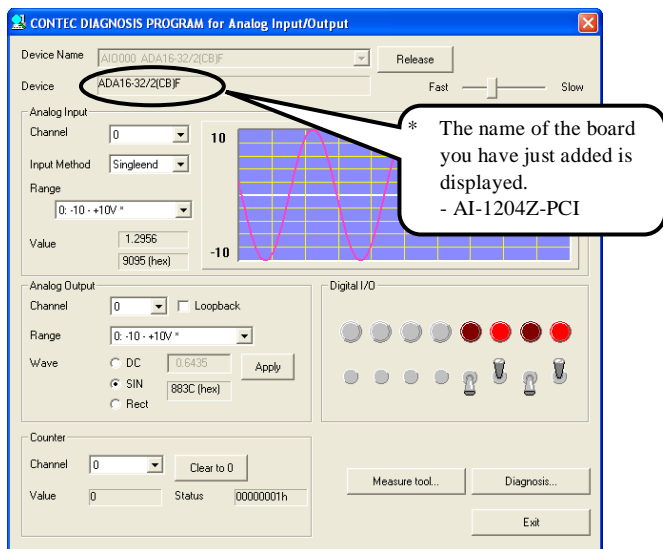 CONTEC DIAGNOSIS PROGRAM for Analog Input/Output
Device Name AIO000 ADA16-32/2(CB)F Release
Device ADA16-32/2(CB)F Fast Slow
Analog Input
Channel 0
Input Method Singleend
Range
0: -10 - +10V *
Value 1.2956
9095 (hex)
10
-10
* The name of the board
you have just added is
displayed.
- AI-1204Z-PCI
Analog Output
Channel 0 Loopback
Range 0: -10 - +10V *
Wave DC 0.6435 Apply
SIN 883C (hex)
Rect
Digital I/O
Counter
Channel 0 Clear to 0
Value 0 Status 00000001h
Measure tool... Diagnosis...
Exit